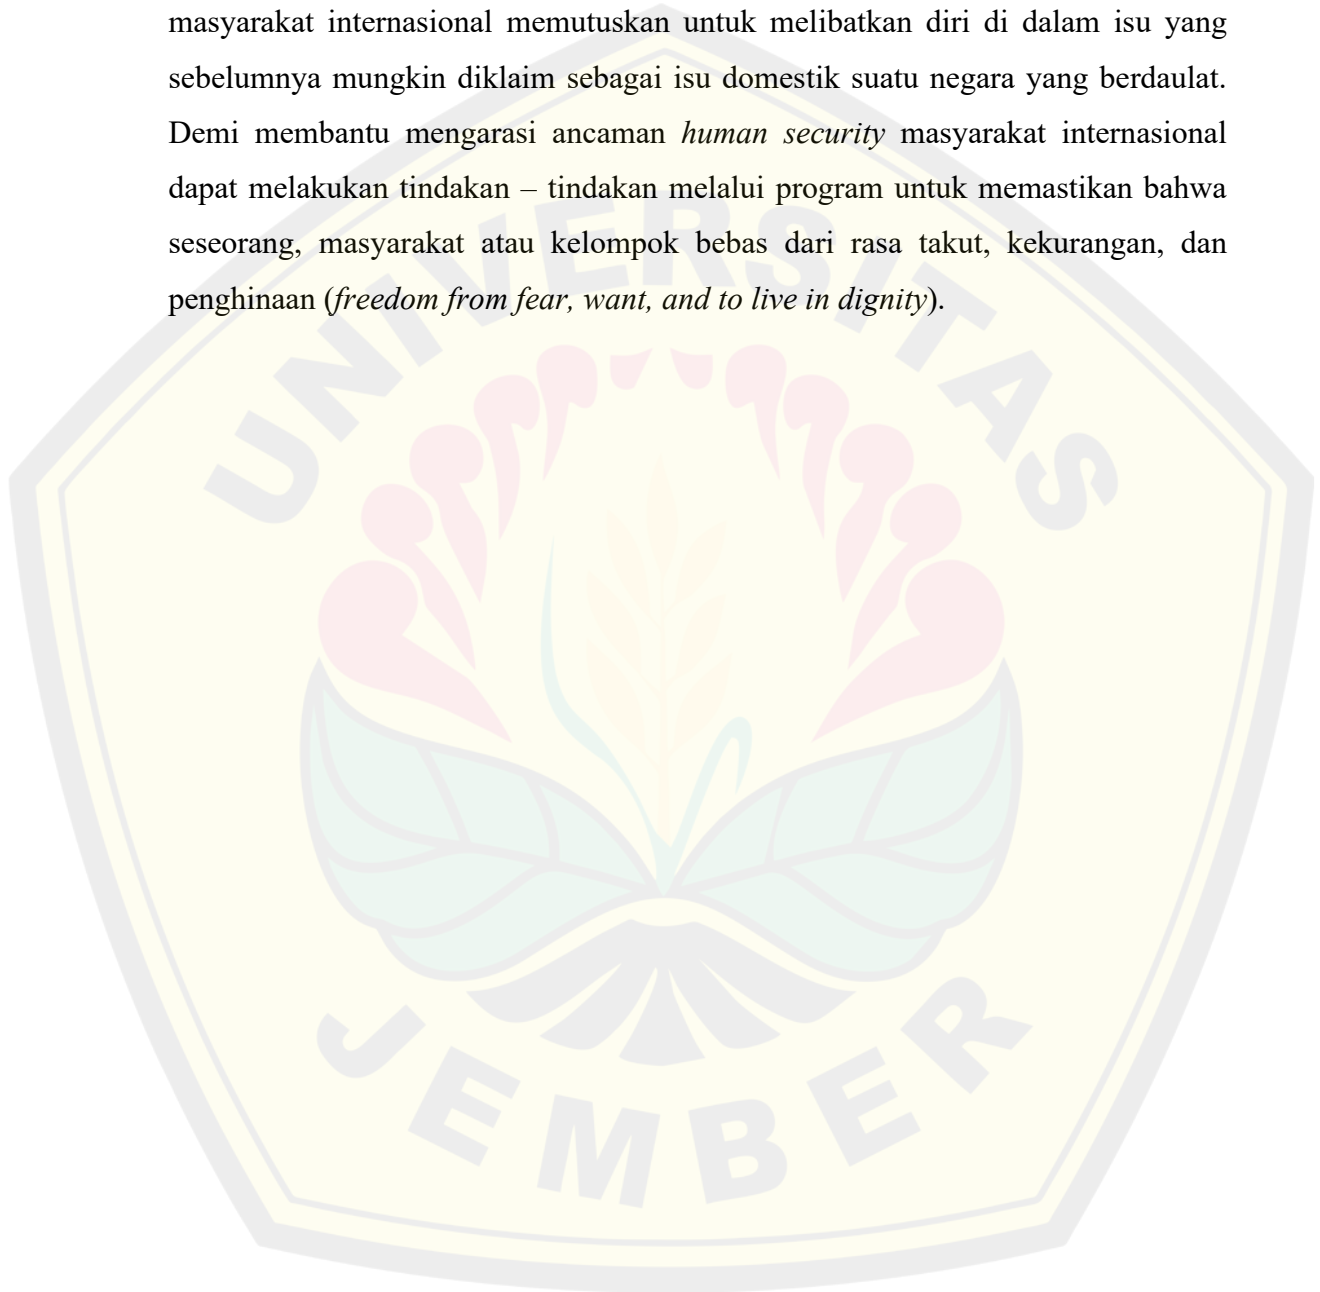 masyarakat internasional memutuskan untuk melibatkan diri di dalam isu yang
sebelumnya mungkin diklaim sebagai isu domestik suatu negara yang berdaulat.
Demi membantu mengarasi ancaman human security masyarakat internasional
dapat melakukan tindakan – tindakan melalui program untuk memastikan bahwa
seseorang, masyarakat atau kelompok bebas dari rasa takut, kekurangan, dan
penghinaan (freedom from fear, want, and to live in dignity).
UNIVERSITAS
JEMBER